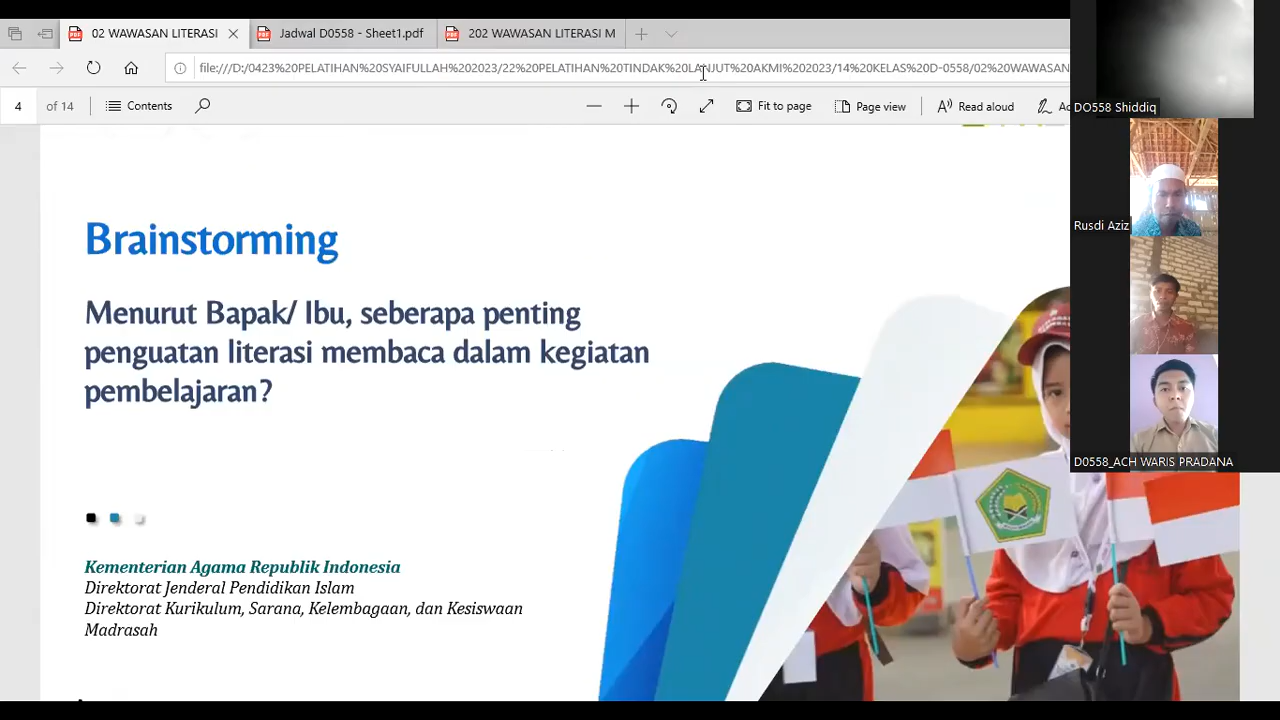 02 WAWASAN LITERASI
Jadwal D0558 - Sheet1.pdf
202 WAWASAN LITERASI M
file:///D:/0423%20PELATIHAN%20SYAIFULLAH%202023/22%20PELATIHAN%20TINDAK%20LANJUT%20AKMI%202023/14%20KELAS%20D-0558/02%20WAWASAN
4 of 14
Contents
Fit to page
Page view
Read aloud
DO558 Shiddiq
Rusdi Aziz
D0558_ACH WARIS PRADANA
Brainstorming
Menurut Bapak/ Ibu, seberapa penting
penguatan literasi membaca dalam kegiatan
pembelajaran?
Kementerian Agama Republik Indonesia
Direktorat Jenderal Pendidikan Islam
Direktorat Kurikulum, Sarana, Kelembagaan, dan Kesiswaan
Madrasah